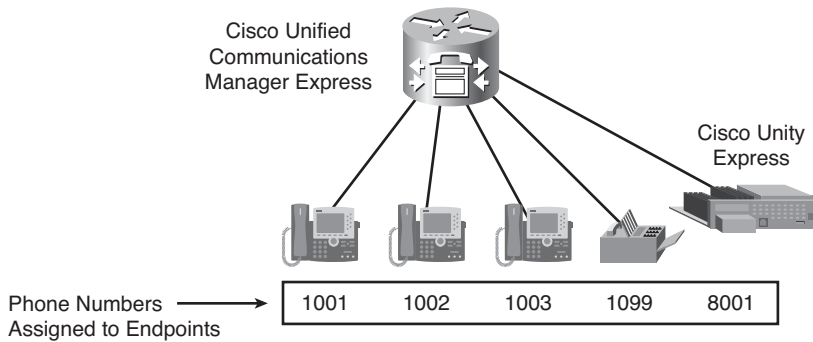 Cisco Unified
Communications
Manager Express
Cisco Unity
Express
Phone Numbers
Assigned to Endpoints
1001 1002 1003 1099 8001